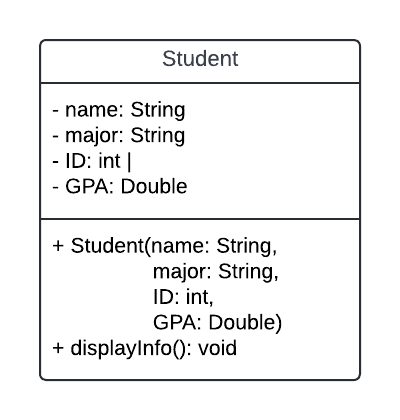 Student
- name: String
- major: String
- ID: int |
- GPA: Double
+ Student(name: String,
major: String,
ID: int,
GPA: Double)
+ displayInfo(): void